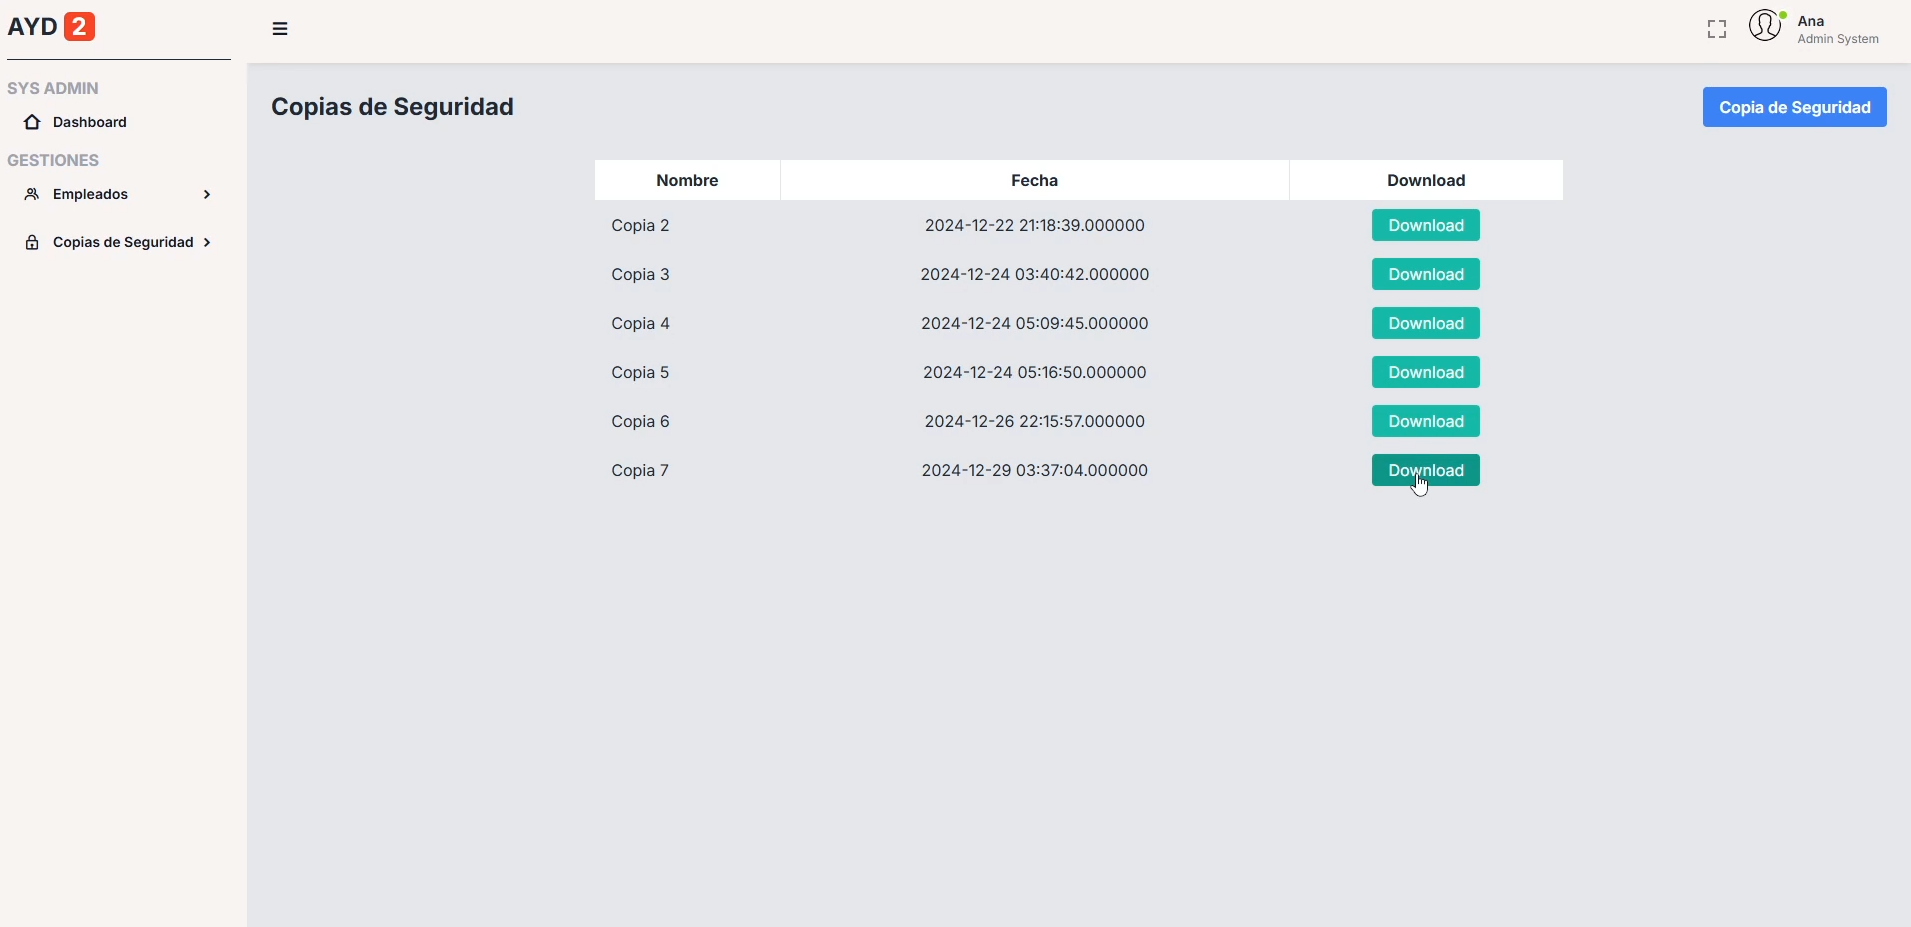 AYD 2
Ana
Admin System
SYS ADMIN
Dashboard
GESTIONES
Empleados
Copias de Seguridad
Copias de Seguridad
Copia de Seguridad
Nombre Fecha Download
Copia 2 2024-12-22 21:18:39.000000 Download
Copia 3 2024-12-24 03:40:42.000000 Download
Copia 4 2024-12-24 05:09:45.000000 Download
Copia 5 2024-12-24 05:16:50.000000 Download
Copia 6 2024-12-26 22:15:57.000000 Download
Copia 7 2024-12-29 03:37:04.000000 Download